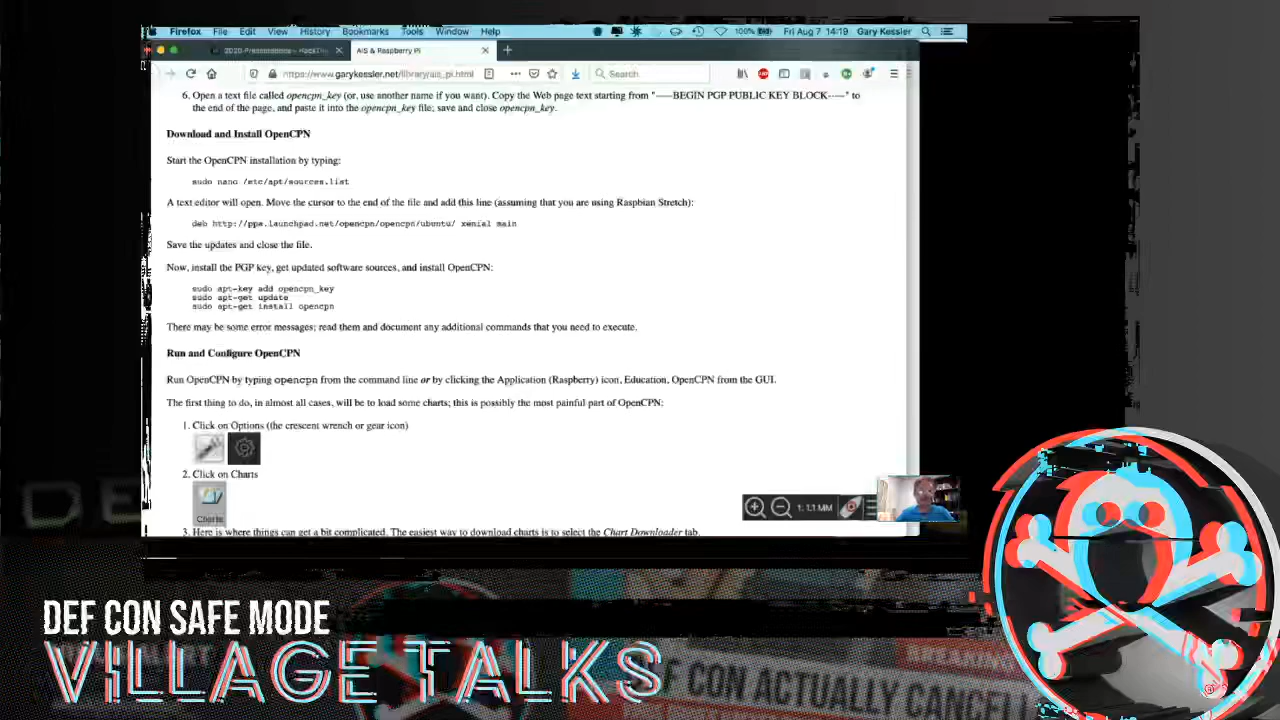 Firefox File Edit View History Bookmarks Tools Window Help 100% Fri Aug 7 14:19 Gary Kessler
2020-Presentations AIS & Raspberry Pi
https://www.garykessler.net/library/ais_pi.html Search
6. Open a text file called opencpn_key (or, use another name if you want). Copy the Web page text starting from "-----BEGIN PGP PUBLIC KEY BLOCK-----" to
the end of the page, and paste it into the opencpn_key file; save and close opencpn_key.
Download and Install OpenCPN
Start the OpenCPN installation by typing:
sudo nano /etc/apt/sources.list
A text editor will open. Move the cursor to the end of the file and add this line (assuming that you are using Raspbian Stretch):
deb http://ppa.launchpad.net/opencpn/opencpn/ubuntu/ xenial main
Save the updates and close the file.
Now, install the PGP key, get updated software sources, and install OpenCPN:
sudo apt-key add opencpn_key
sudo apt-get update
sudo apt-get install opencpn
There may be some error messages; read them and document any additional commands that you need to execute.
Run and Configure OpenCPN
Run OpenCPN by typing opencpn from the command line or by clicking the Application (Raspberry) icon, Education, OpenCPN from the GUI.
The first thing to do, in almost all cases, will be to load some charts; this is possibly the most painful part of OpenCPN:
1. Click on Options ((the crescent wrench or gear icon)
2. Click on Charts
Charts
1: 1.1 MM
3. Here is where things can get a bit complicated. The easiest way to download charts is to select the Chart Downloader tab.
DEF CON SAFE MODE
VILLAGE TALKS
DEF CON ACTUALLY CANCELL